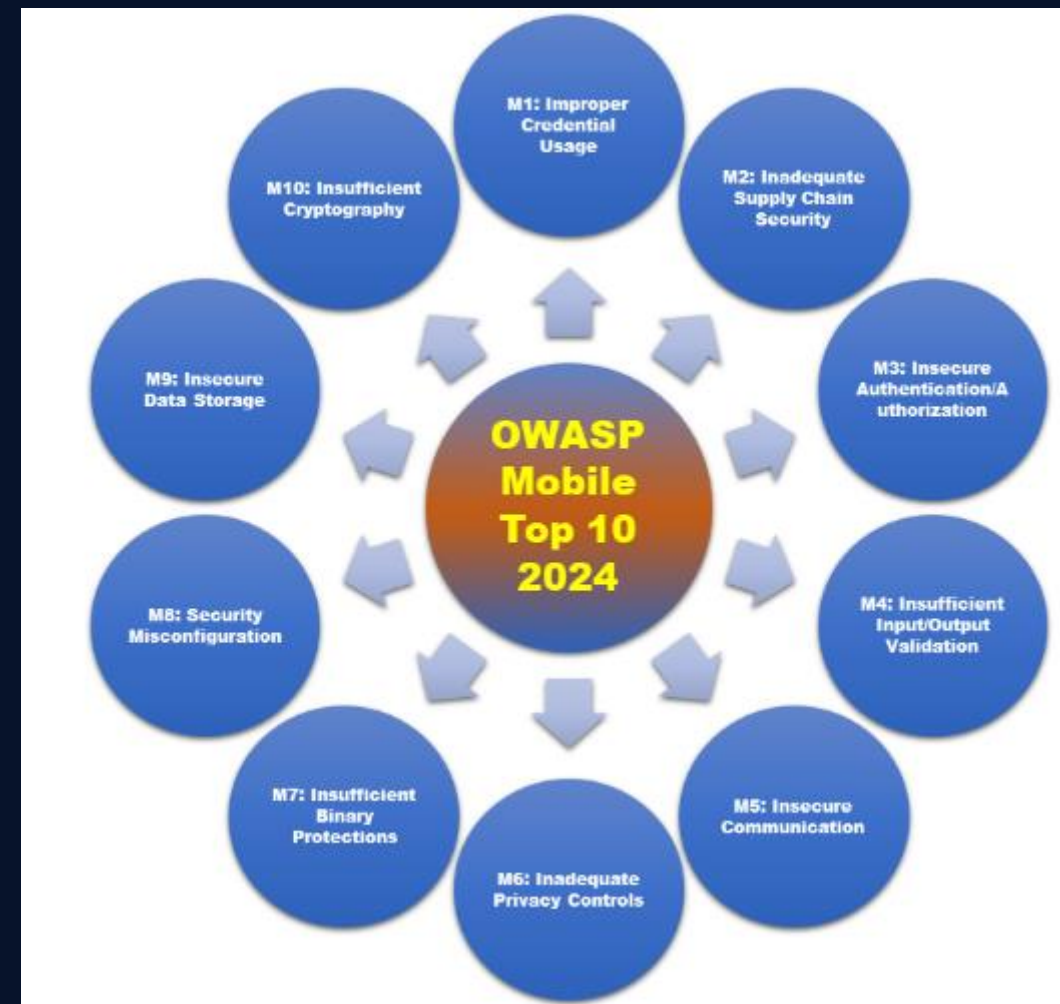 M1: Improper
Credential
Usage
M2: Inadequate
Supply Chain
Security
M3: Insecure
Authentication/A
uthorization
M4: Insufficient
Input/Output
Validation
M5: Insecure
Communication
M6: Inadequate
Privacy Controls
M7: Insufficient
Binary
Protections
M8: Security
Misconfiguration
M9: Insecure
Data Storage
M10: Insufficient
Cryptography
OWASP
Mobile
Top 10
2024